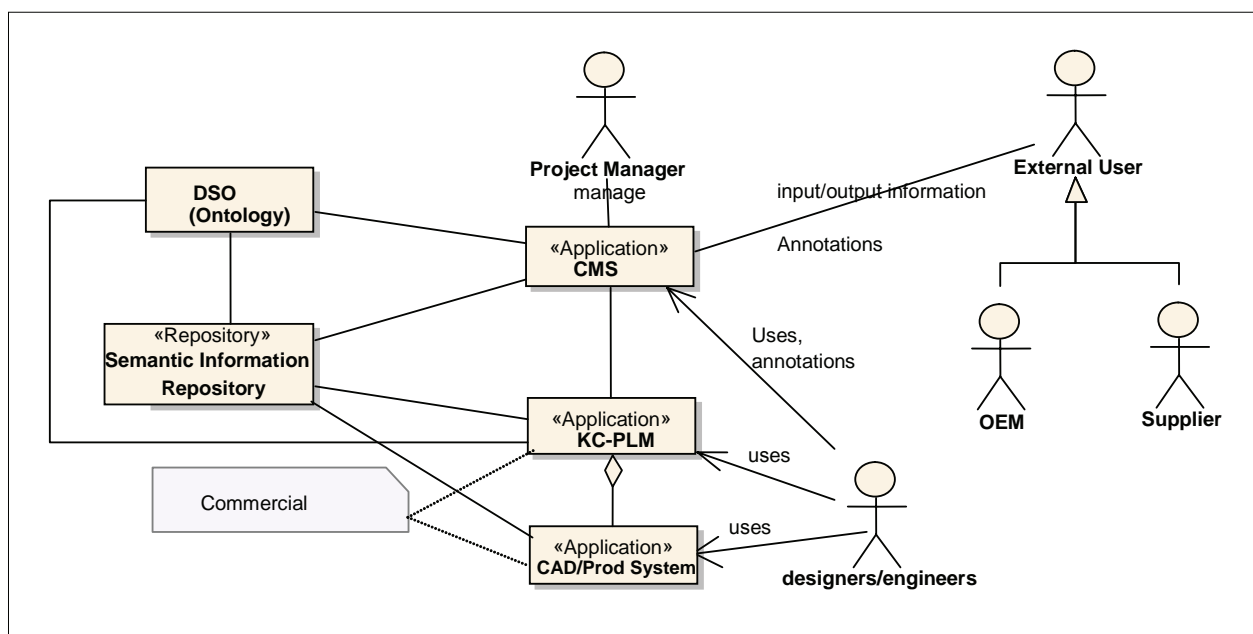 Project Manager
manage
External User
input/output information
Annotations
DSO
(Ontology)
«Application»
CMS
«Repository»
Semantic Information
Repository
Uses,
annotations
OEM
Supplier
«Application»
KC-PLM
uses
Commercial
«Application»
CAD/Prod System
uses
designers/engineers